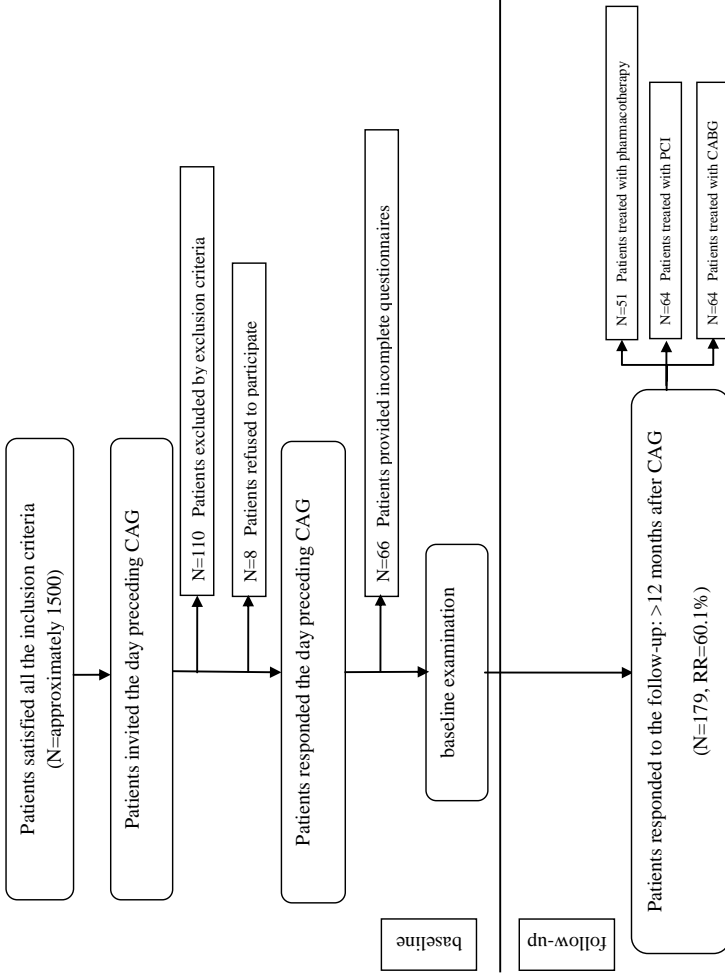 Patients satisfied all the inclusion criteria
(N=approximately 1500)
Patients invited the day preceding CAG
N=110 Patients excluded by exclusion criteria
N=8 Patients refused to participate
Patients responded the day preceding CAG
N=66 Patients provided incomplete questionnaires
baseline examination
baseline
follow-up
Patients responded to the follow-up: >12 months after CAG
(N=179, RR=60.1%)
N=51 Patients treated with pharmacotherapy
N=64 Patients treated with PCI
N=64 Patients treated with CABG